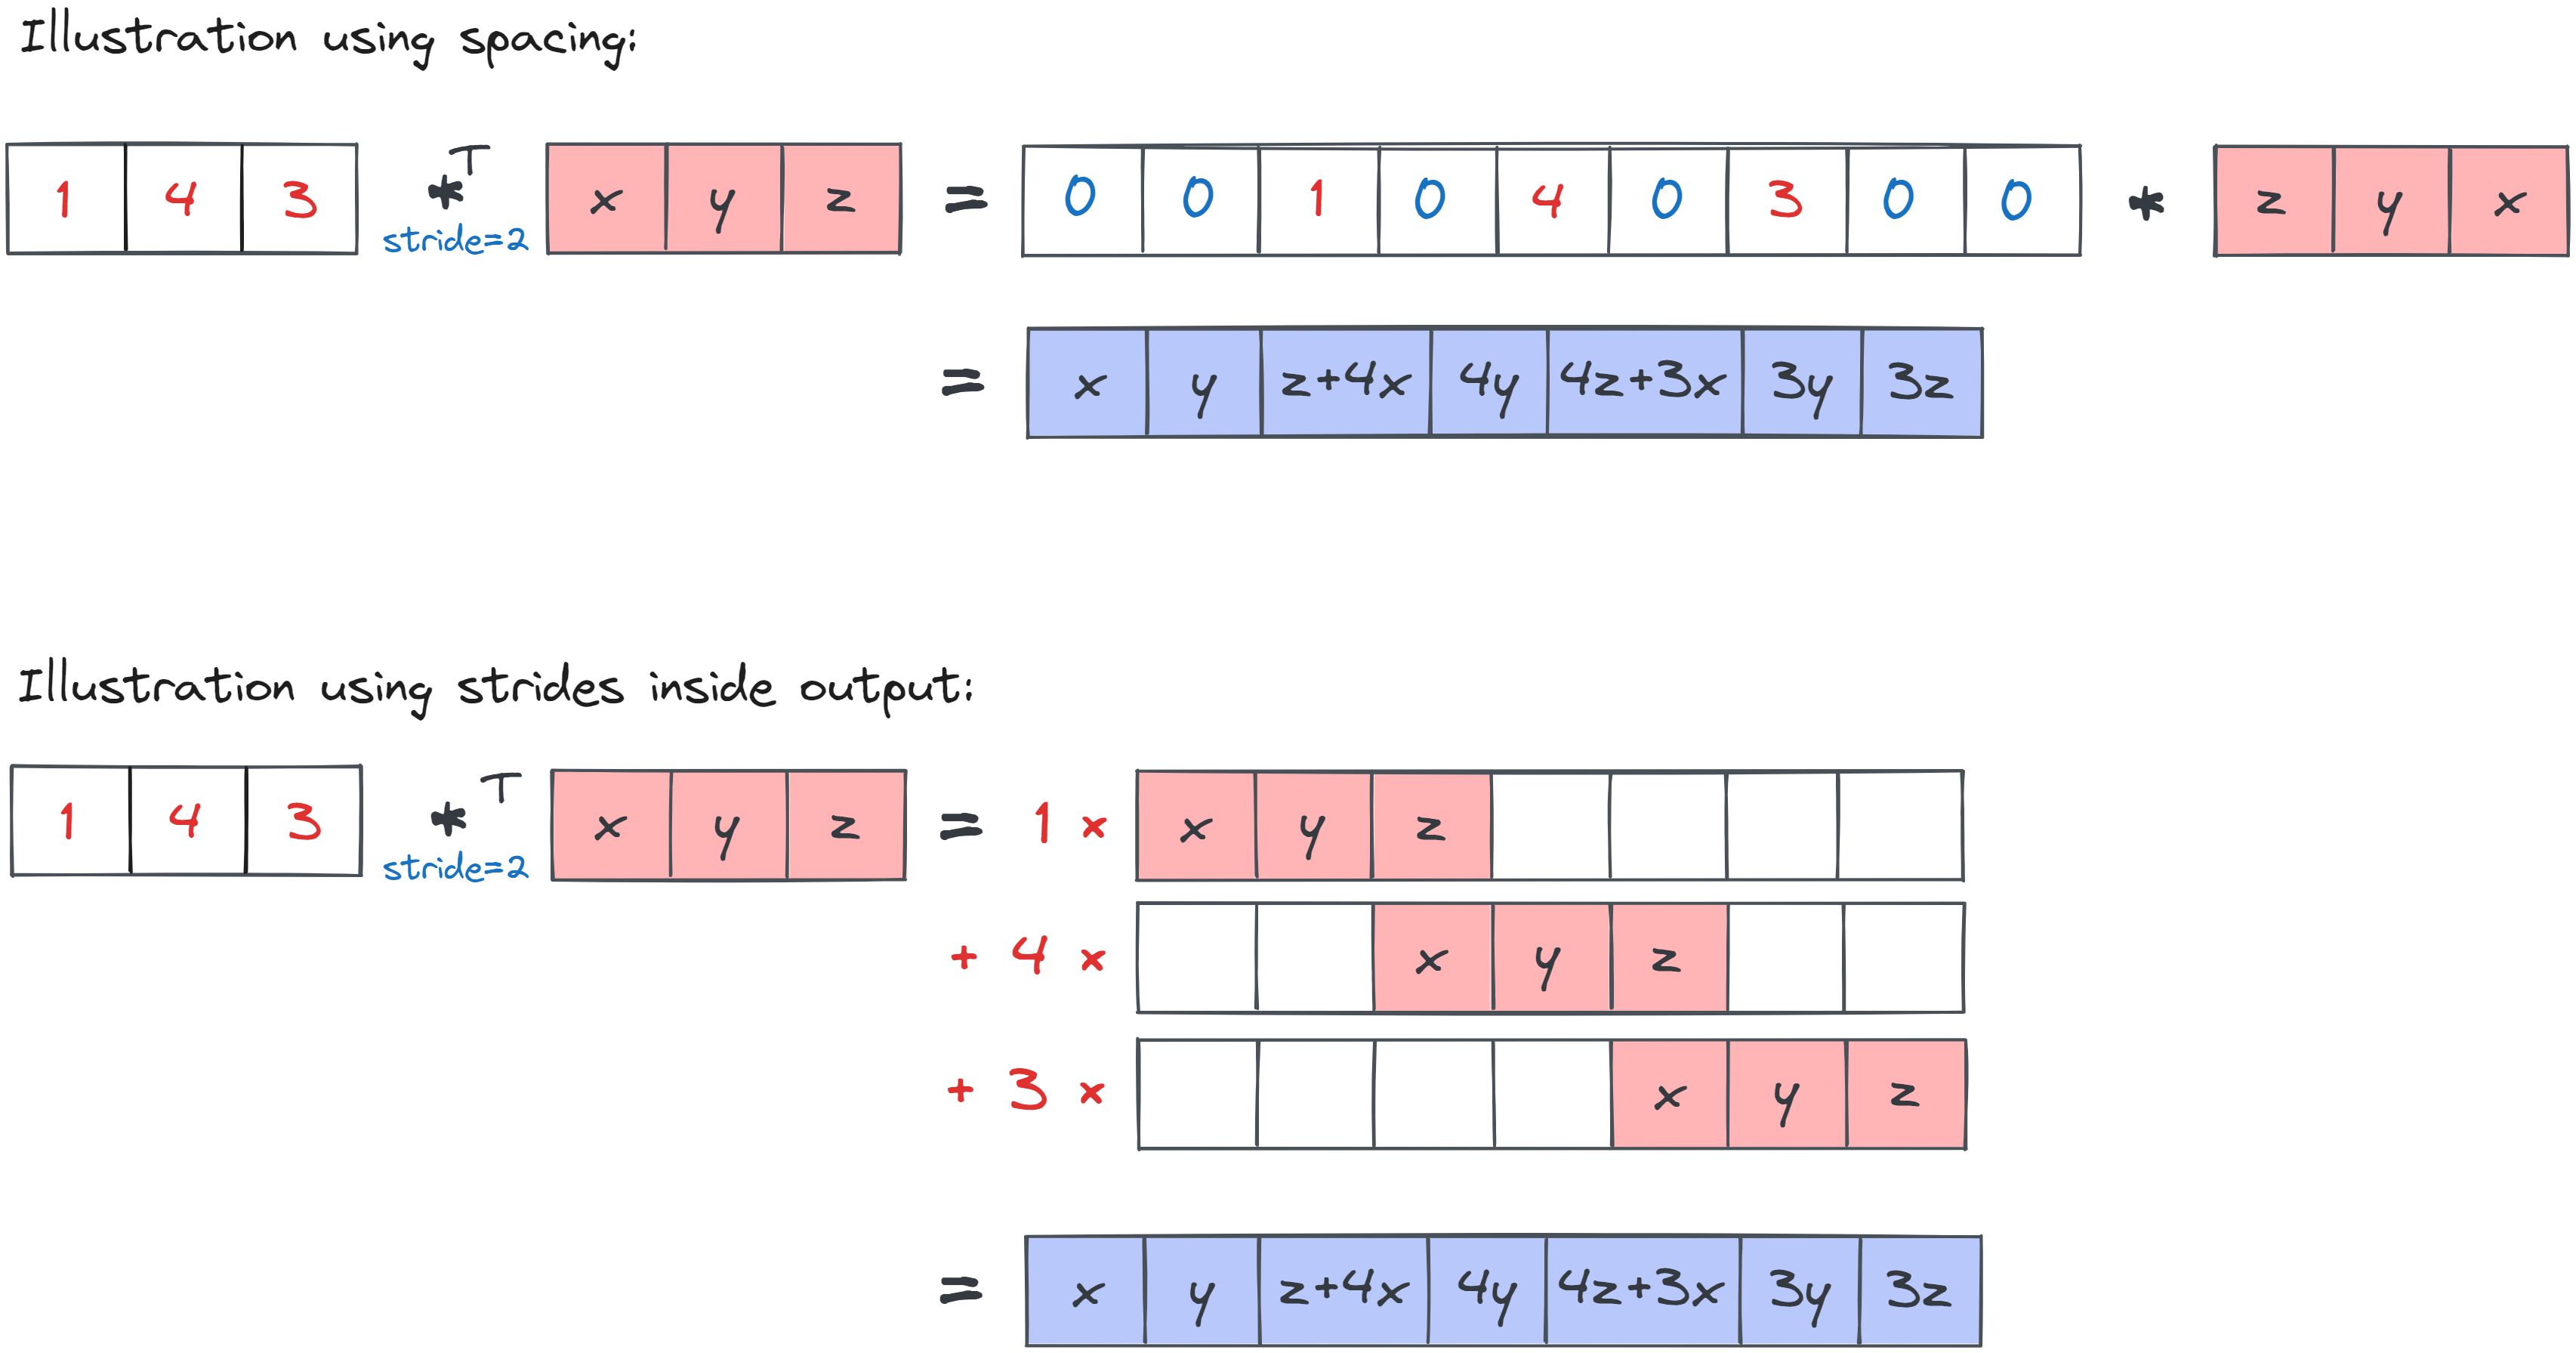 Illustration using spacing:
1 4 3 *T stride=2 x y z = 0 0 1 0 4 0 3 0 0 * z y x
= x y z+4x 4y 4z+3x 3y 3z
Illustration using strides inside output:
1 4 3 *T stride=2 x y z = 1 × x y z
+ 4 × x y z
+ 3 × x y z
= x y z+4x 4y 4z+3x 3y 3z